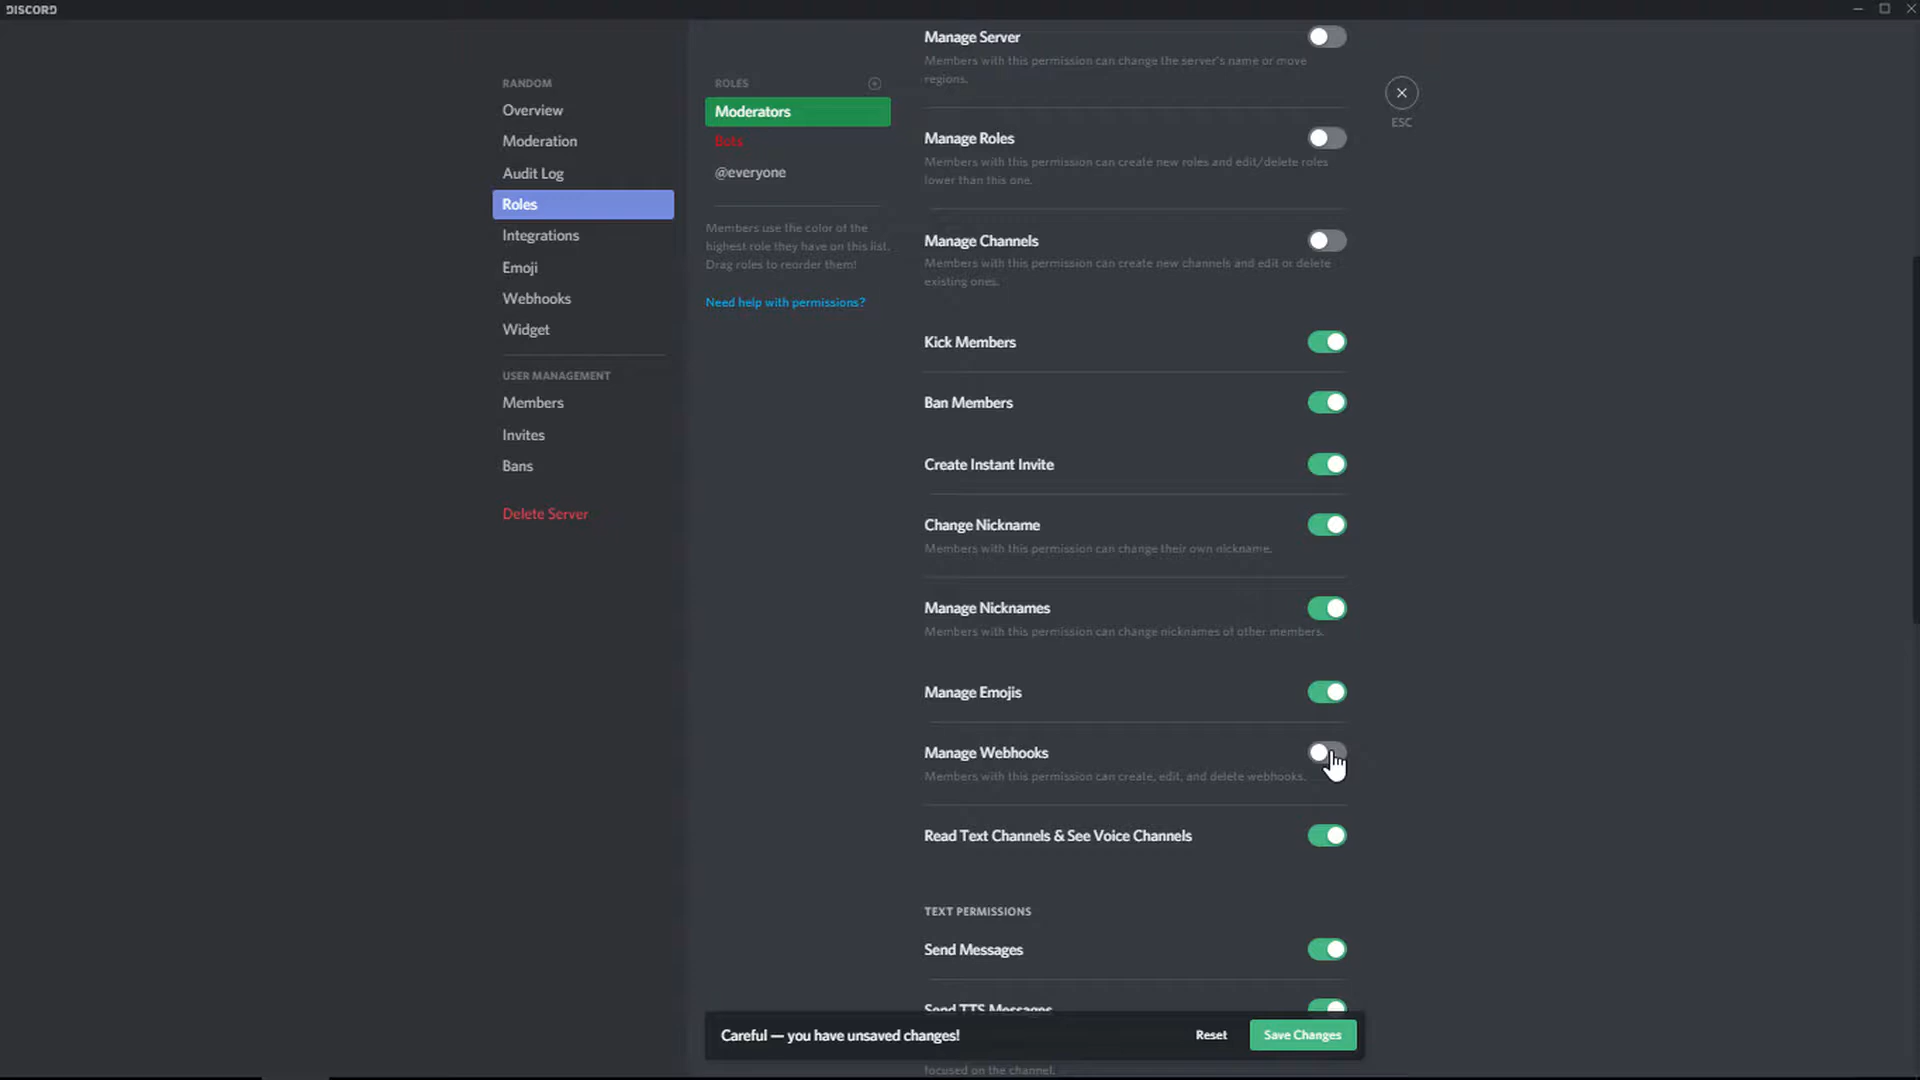 DISCORD
RANDOM
Overview
Moderation
Audit Log
Roles
Integrations
Emoji
Webhooks
Widget
USER MANAGEMENT
Members
Invites
Bans
Delete Server
ROLES
Moderators
Bots
@everyone
Members use the color of the
highest role they have on this list.
Drag roles to reorder them!
Need help with permissions?
Manage Server
Members with this permission can change the server's name or move
regions.
Manage Roles
Members with this permission can create new roles and edit/delete roles
lower than this one.
Manage Channels
Members with this permission can create new channels and edit or delete
existing ones.
Kick Members
Ban Members
Create Instant Invite
Change Nickname
Members with this permission can change their own nickname.
Manage Nicknames
Members with this permission can change nicknames of other members.
Manage Emojis
Manage Webhooks
Members with this permission can create, edit, and delete webhooks.
Read Text Channels & See Voice Channels
TEXT PERMISSIONS
Send Messages
Send TTS Messages
Careful — you have unsaved changes!
Reset
Save Changes
focused on the channel.
ESC